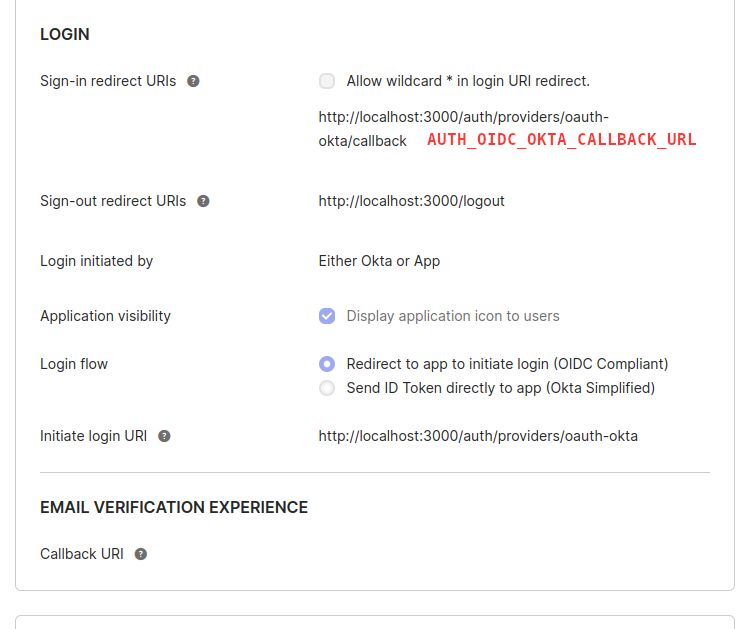 LOGIN
Sign-in redirect URIs ?
Allow wildcard * in login URI redirect.
http://localhost:3000/auth/providers/oauth-
okta/callback AUTH_OIDC_OKTA_CALLBACK_URL
Sign-out redirect URIs ? http://localhost:3000/logout
Login initiated by Either Okta or App
Application visibility Display application icon to users
Login flow Redirect to app to initiate login (OIDC Compliant)
Send ID Token directly to app (Okta Simplified)
Initiate login URI ? http://localhost:3000/auth/providers/oauth-okta
EMAIL VERIFICATION EXPERIENCE
Callback URI ?